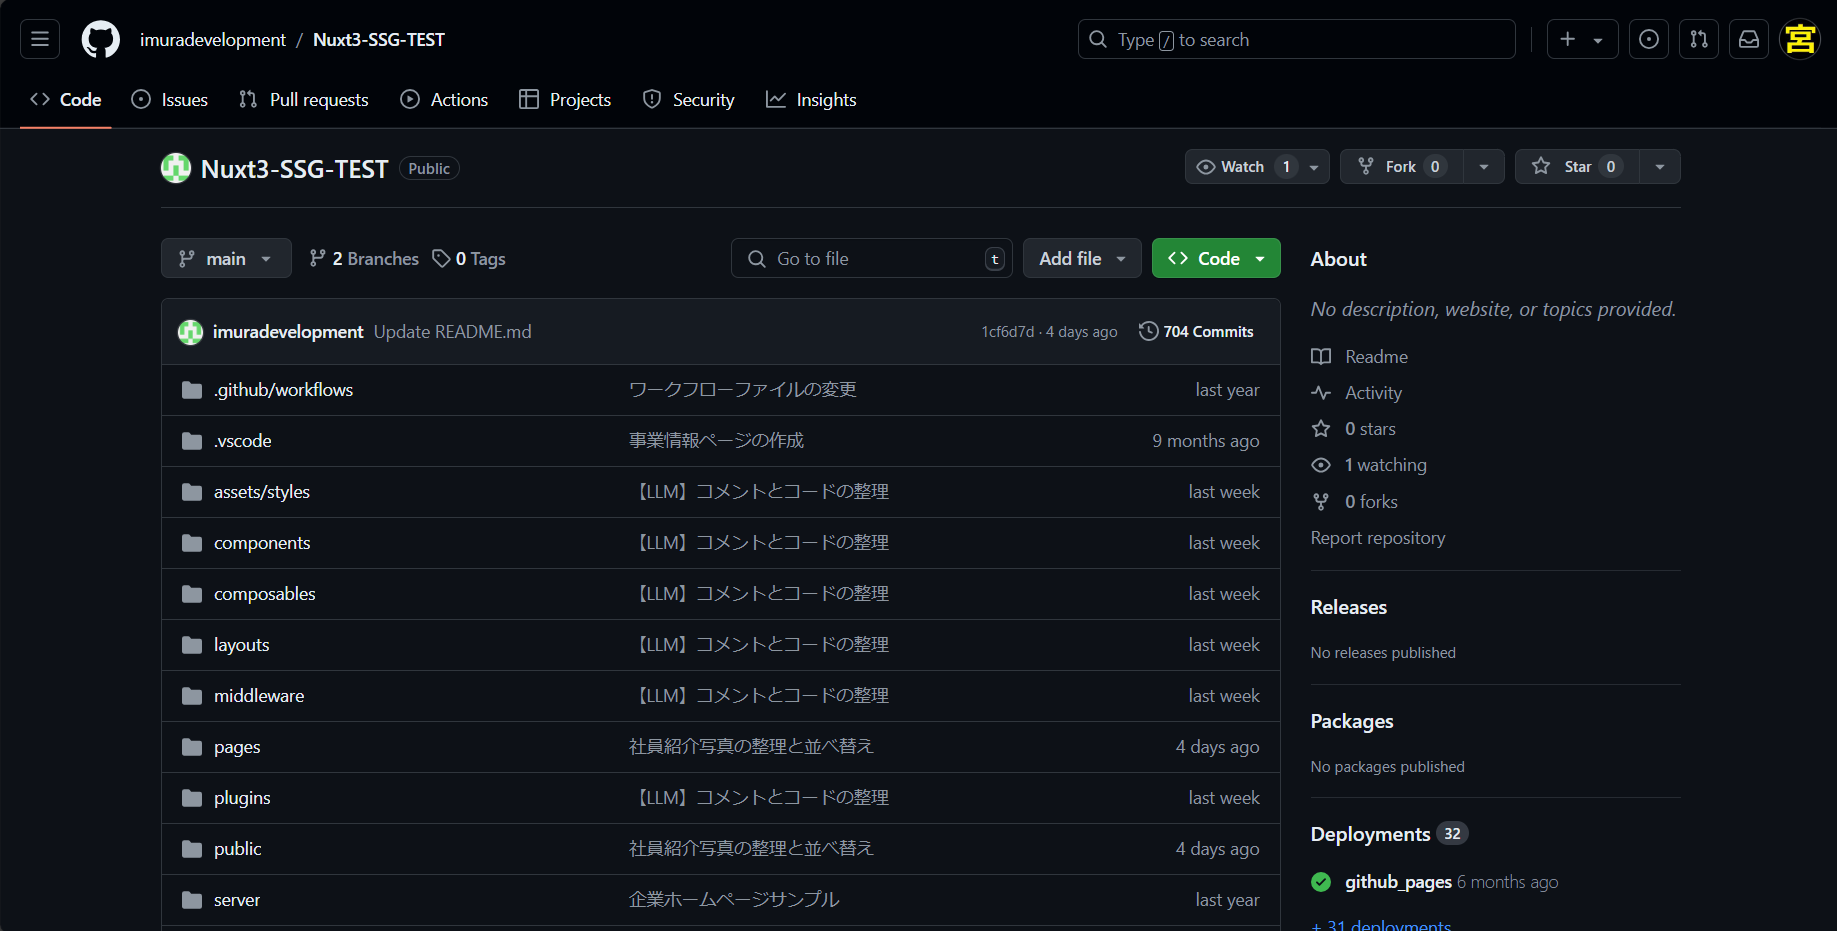 imuradevelopment / Nuxt3-SSG-TEST
Type / to search
宮
Code
Issues
Pull requests
Actions
Projects
Security
Insights
Nuxt3-SSG-TEST Public
Watch 1
Fork 0
Star 0
main
2 Branches
0 Tags
Go to file t
Add file
Code
imuradevelopment Update README.md 1cf6d7d · 4 days ago 704 Commits
.github/workflows ワークフローファイルの変更 last year
.vscode 事業情報ページの作成 9 months ago
assets/styles 【LLM】コメントとコードの整理 last week
components 【LLM】コメントとコードの整理 last week
composables 【LLM】コメントとコードの整理 last week
layouts 【LLM】コメントとコードの整理 last week
middleware 【LLM】コメントとコードの整理 last week
pages 社員紹介写真の整理と並べ替え 4 days ago
plugins 【LLM】コメントとコードの整理 last week
public 社員紹介写真の整理と並べ替え 4 days ago
server 企業ホームページサンプル last year
About
No description, website, or topics provided.
Readme
Activity
0 stars
1 watching
0 forks
Report repository
Releases
No releases published
Packages
No packages published
Deployments 32
github_pages 6 months ago
+ 31 deployments